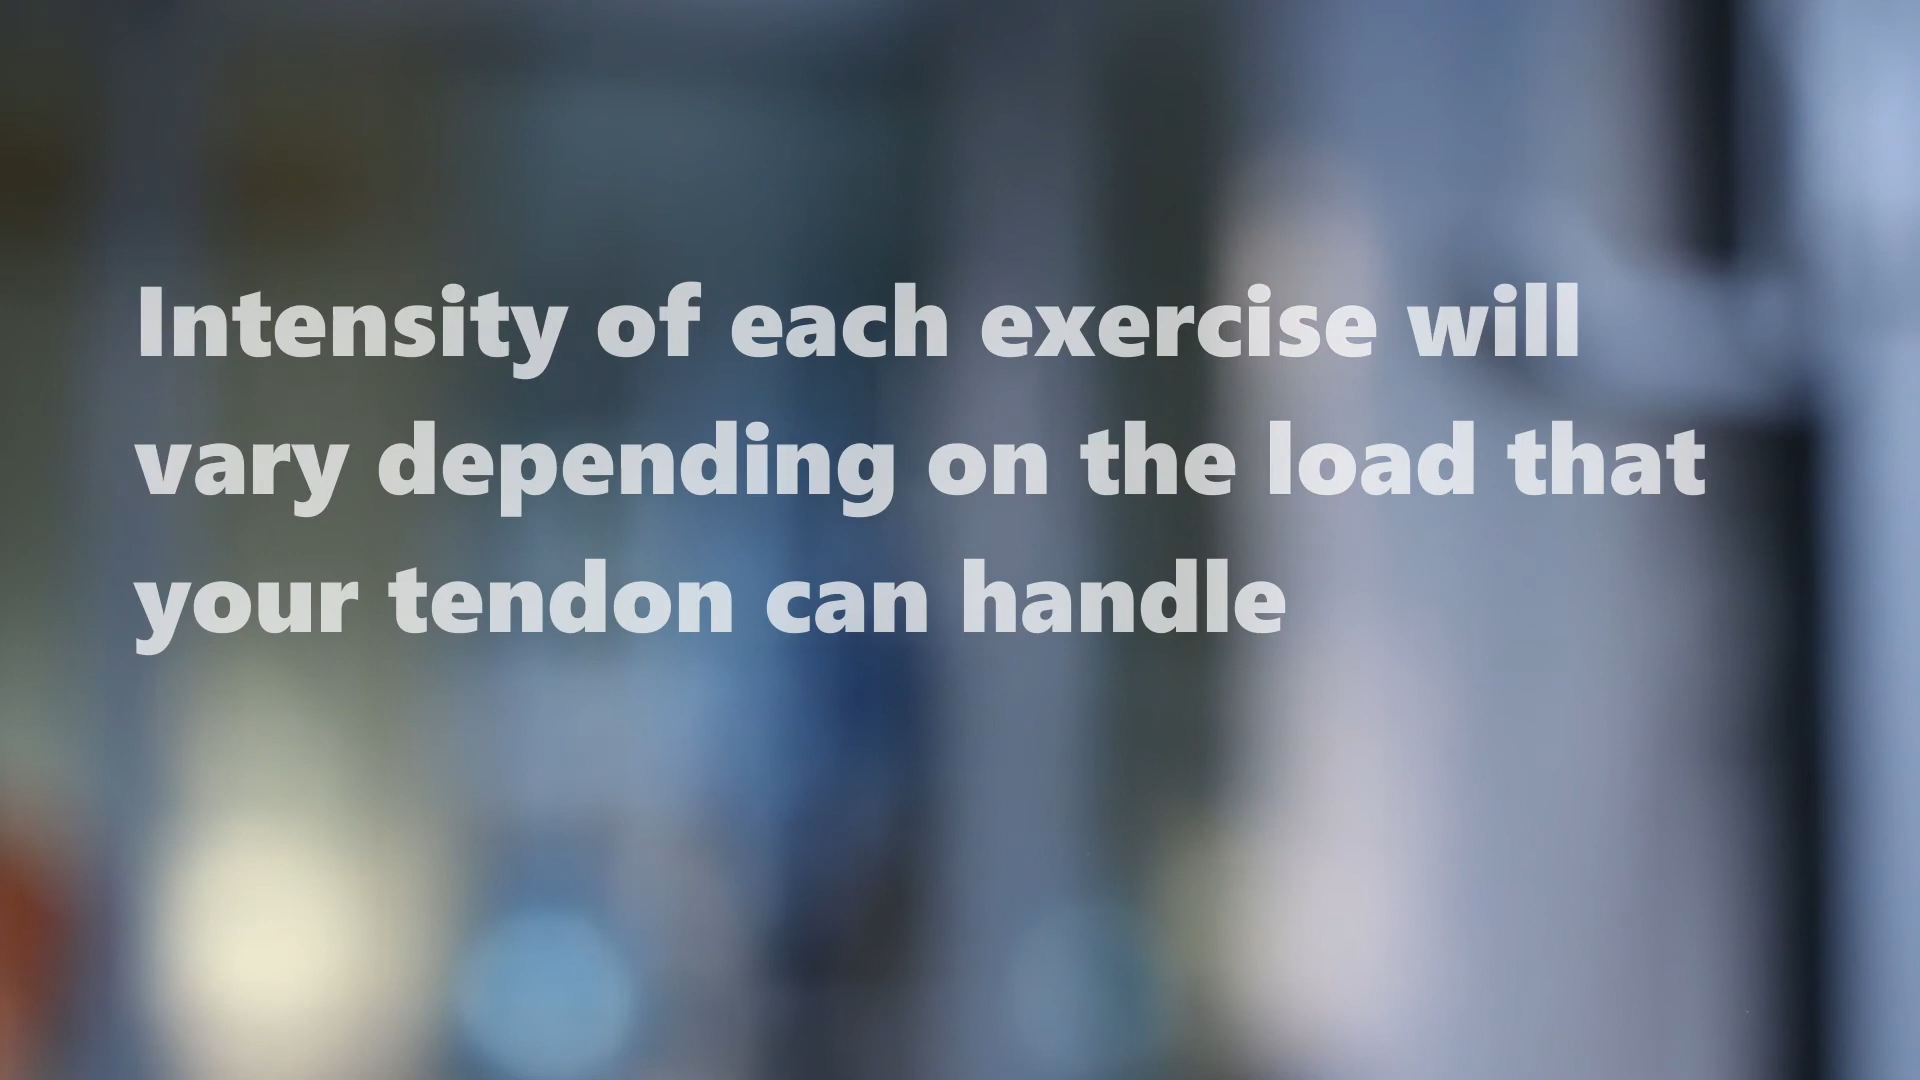 Intensity of each exercise will
vary depending on the load that
your tendon can handle